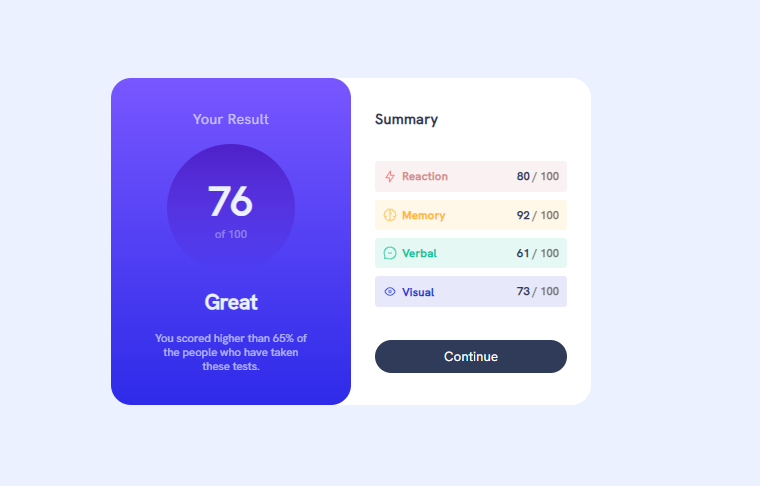 Your Result
76
of 100
Great
You scored higher than 65% of
the people who have taken
these tests.
Summary
Reaction 80 / 100
Memory 92 / 100
Verbal 61 / 100
Visual 73 / 100
Continue